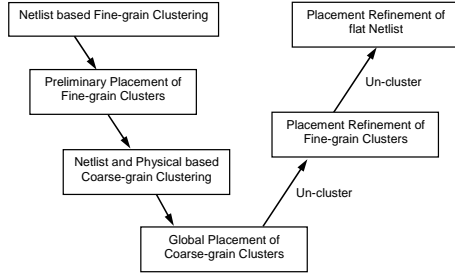 Netlist based Fine-grain Clustering
Preliminary Placement of
Fine-grain Clusters
Netlist and Physical based
Coarse-grain Clustering
Global Placement of
Coarse-grain Clusters
Un-cluster
Placement Refinement of
Fine-grain Clusters
Un-cluster
Placement Refinement of
flat Netlist